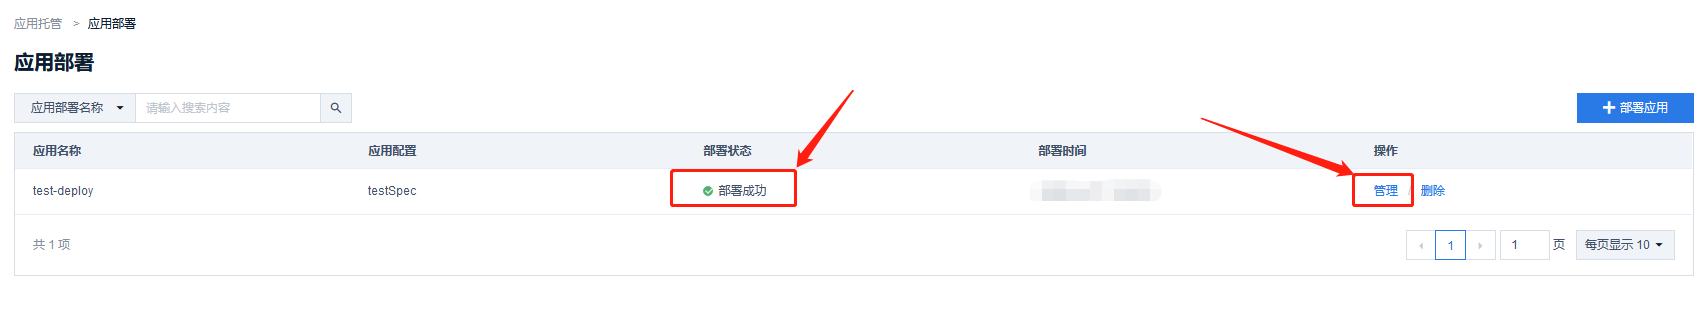 应用托管 > 应用部署
应用部署
应用部署名称 请输入搜索内容 部署应用
应用名称 应用配置 部署状态 部署时间 操作
test-deploy testSpec 部署成功 管理 / 删除
共 1 项 1 1 页 每页显示 10